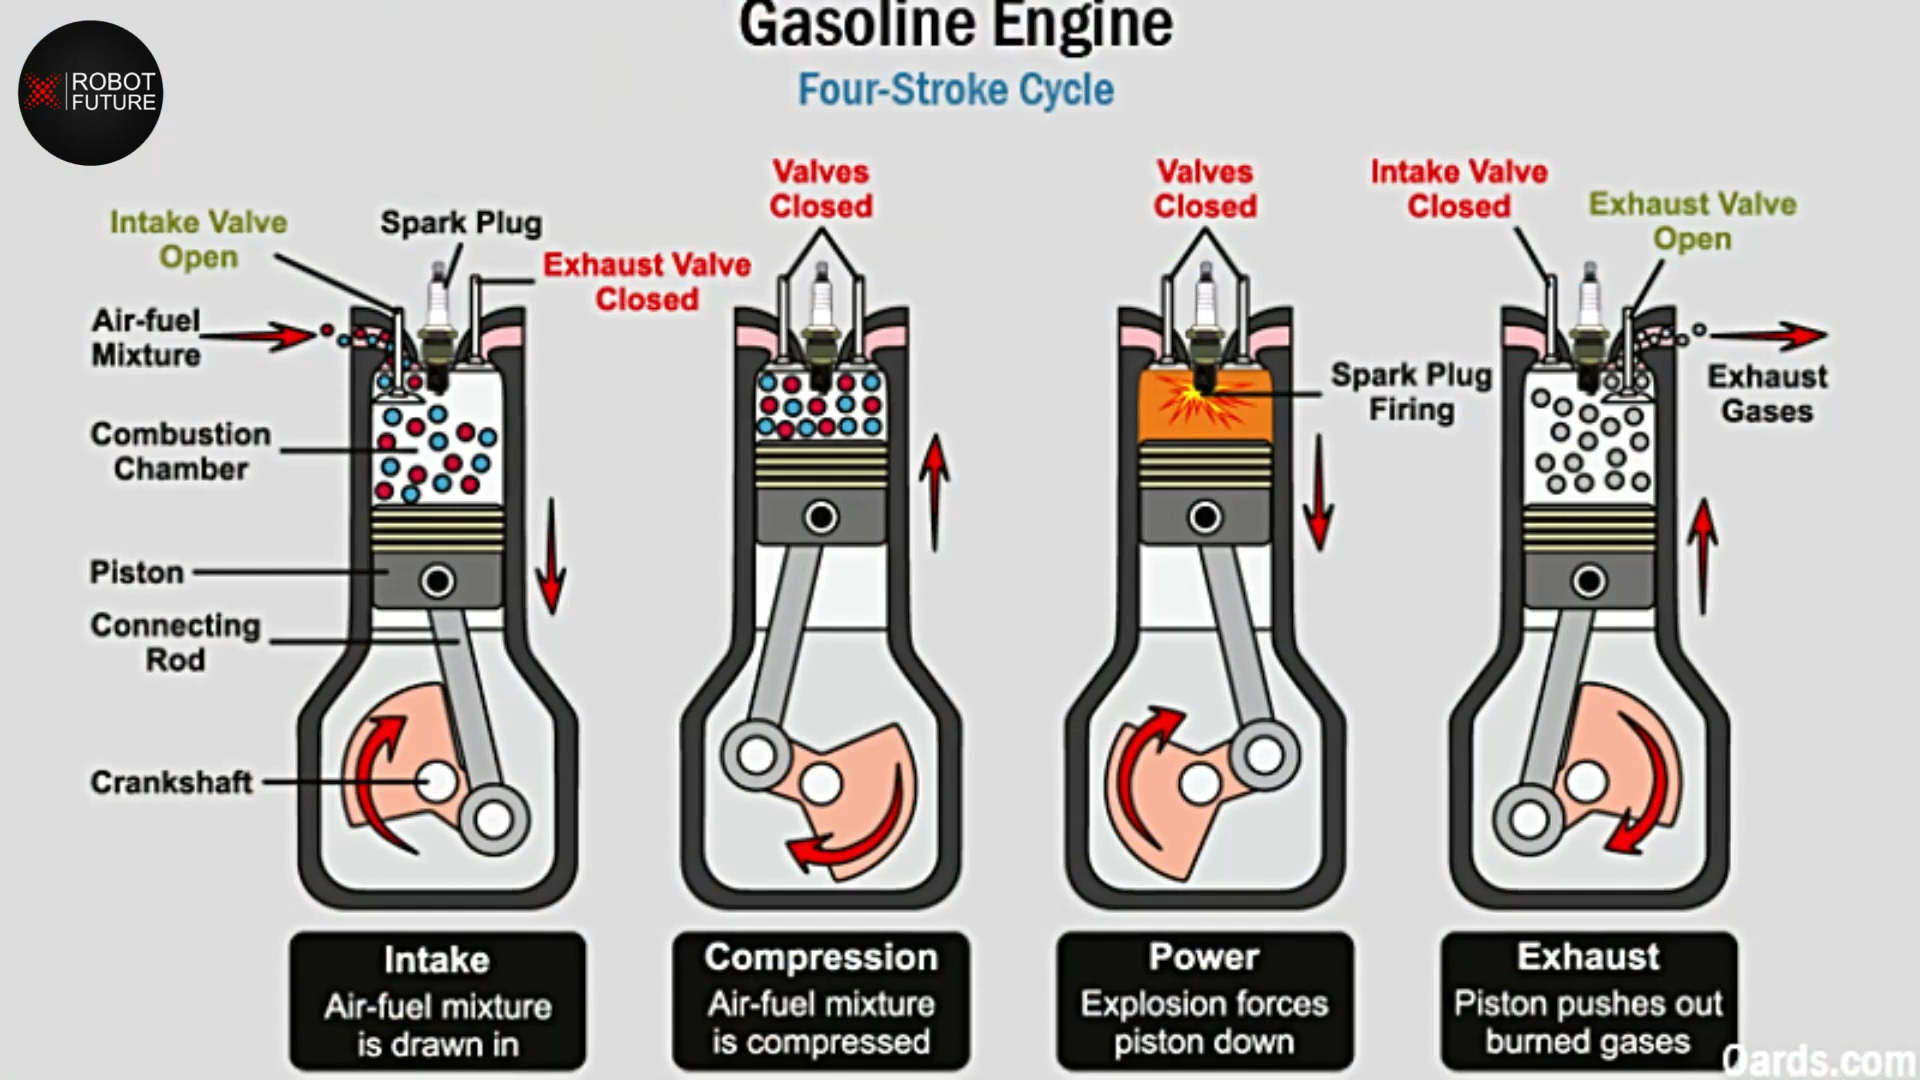 Gasoline Engine
Four-Stroke Cycle
ROBOT
FUTURE
Intake Valve
Open
Spark Plug
Exhaust Valve
Closed
Air-fuel
Mixture
Combustion
Chamber
Piston
Connecting
Rod
Crankshaft
Valves
Closed
Valves
Closed
Spark Plug
Firing
Intake Valve
Closed
Exhaust Valve
Open
Exhaust
Gases
Intake
Air-fuel mixture
is drawn in
Compression
Air-fuel mixture
is compressed
Power
Explosion forces
piston down
Exhaust
Piston pushes out
burned gases